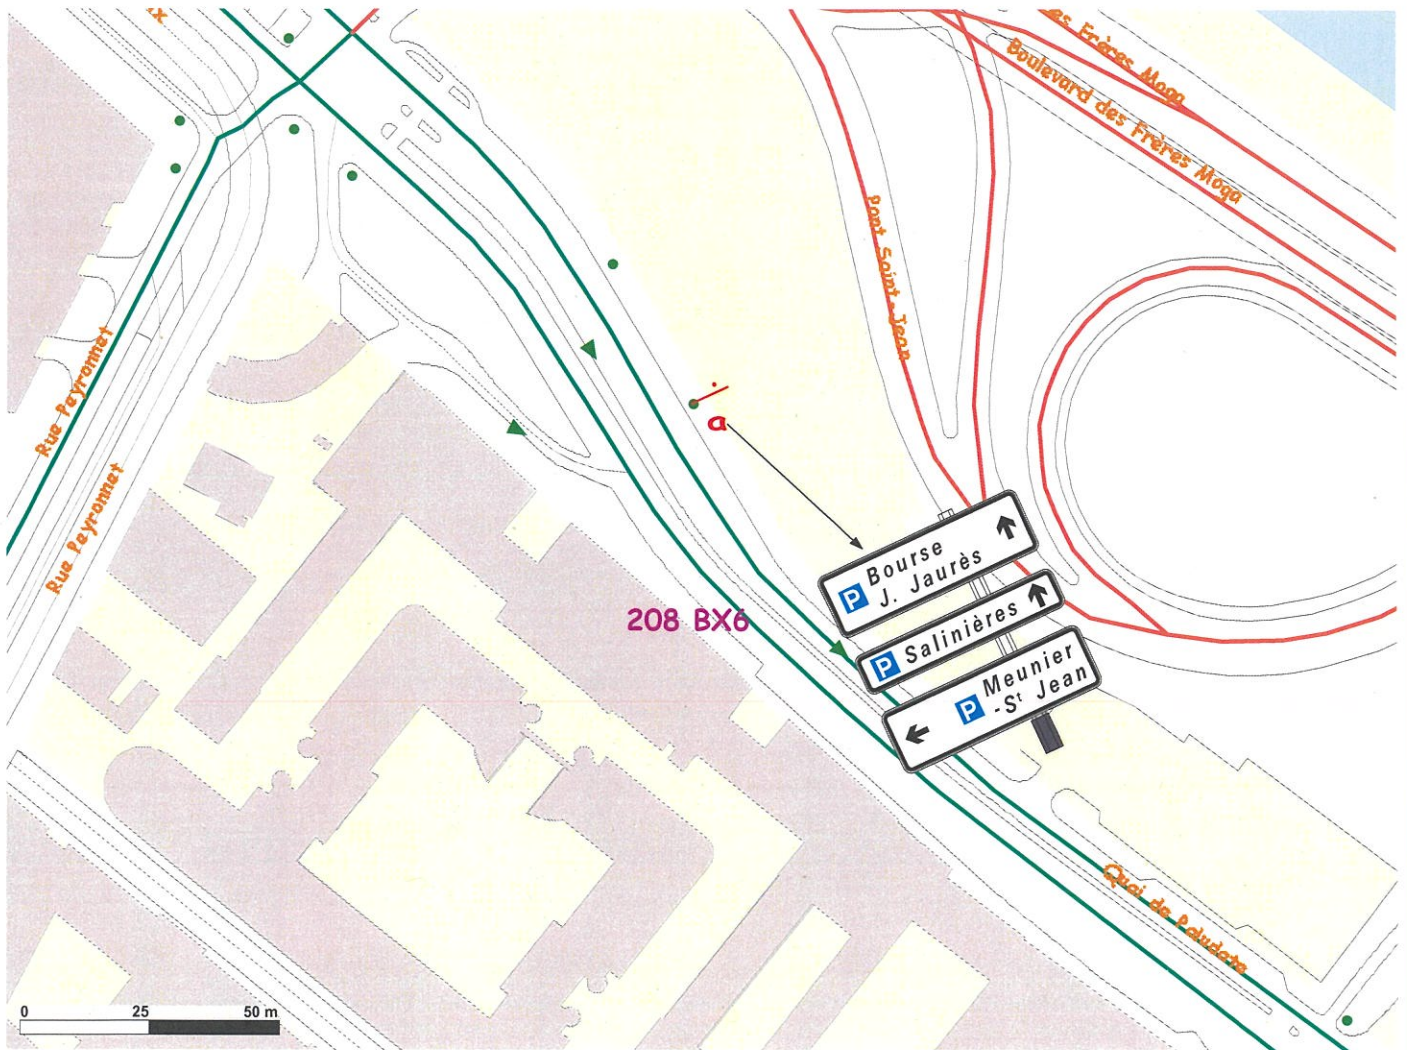 es Frères Moga
Boulevard des Frères Moga
Pont Saint-Jean
Rue Peyronnet
Rue Peyronnet
a
P Bourse
J. Jaurès
P Salinières
P Meunier
-St Jean
208 BX6
Quai de Paludate
0 25 50 m